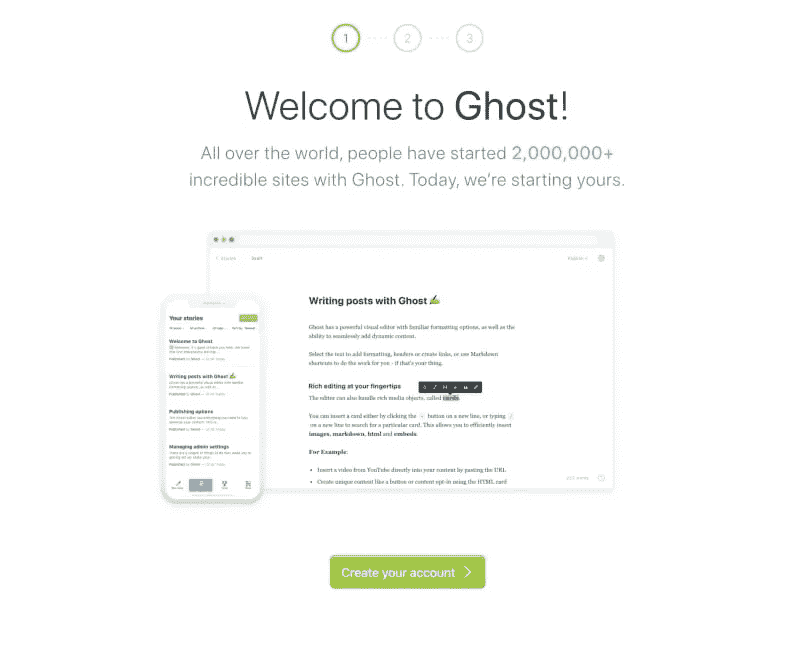 1 2 3
Welcome to Ghost!
All over the world, people have started 2,000,000+
incredible sites with Ghost. Today, we're starting yours.
Stories Draft Publish
Writing posts with Ghost
Ghost has a powerful visual editor with familiar formatting options, as well as the
ability to seamlessly add dynamic content.
Select the text to add formatting, headers or create links, or use Markdown
shortcuts to do the work for you - if that's your thing.
Rich editing at your fingertips
The editor can also handle rich media objects, called cards.
You can insert a card either by clicking the + button on a new line, or typing /
on a new line to search for a particular card. This allows you to efficiently insert
images, markdown, html and embeds.
For Example:
• Insert a video from YouTube directly into your content by pasting the URL
• Create unique content like a button or content opt-in using the HTML card
Your stories
Welcome to Ghost
Writing posts with Ghost
Publishing options
Managing admin settings
Create your account